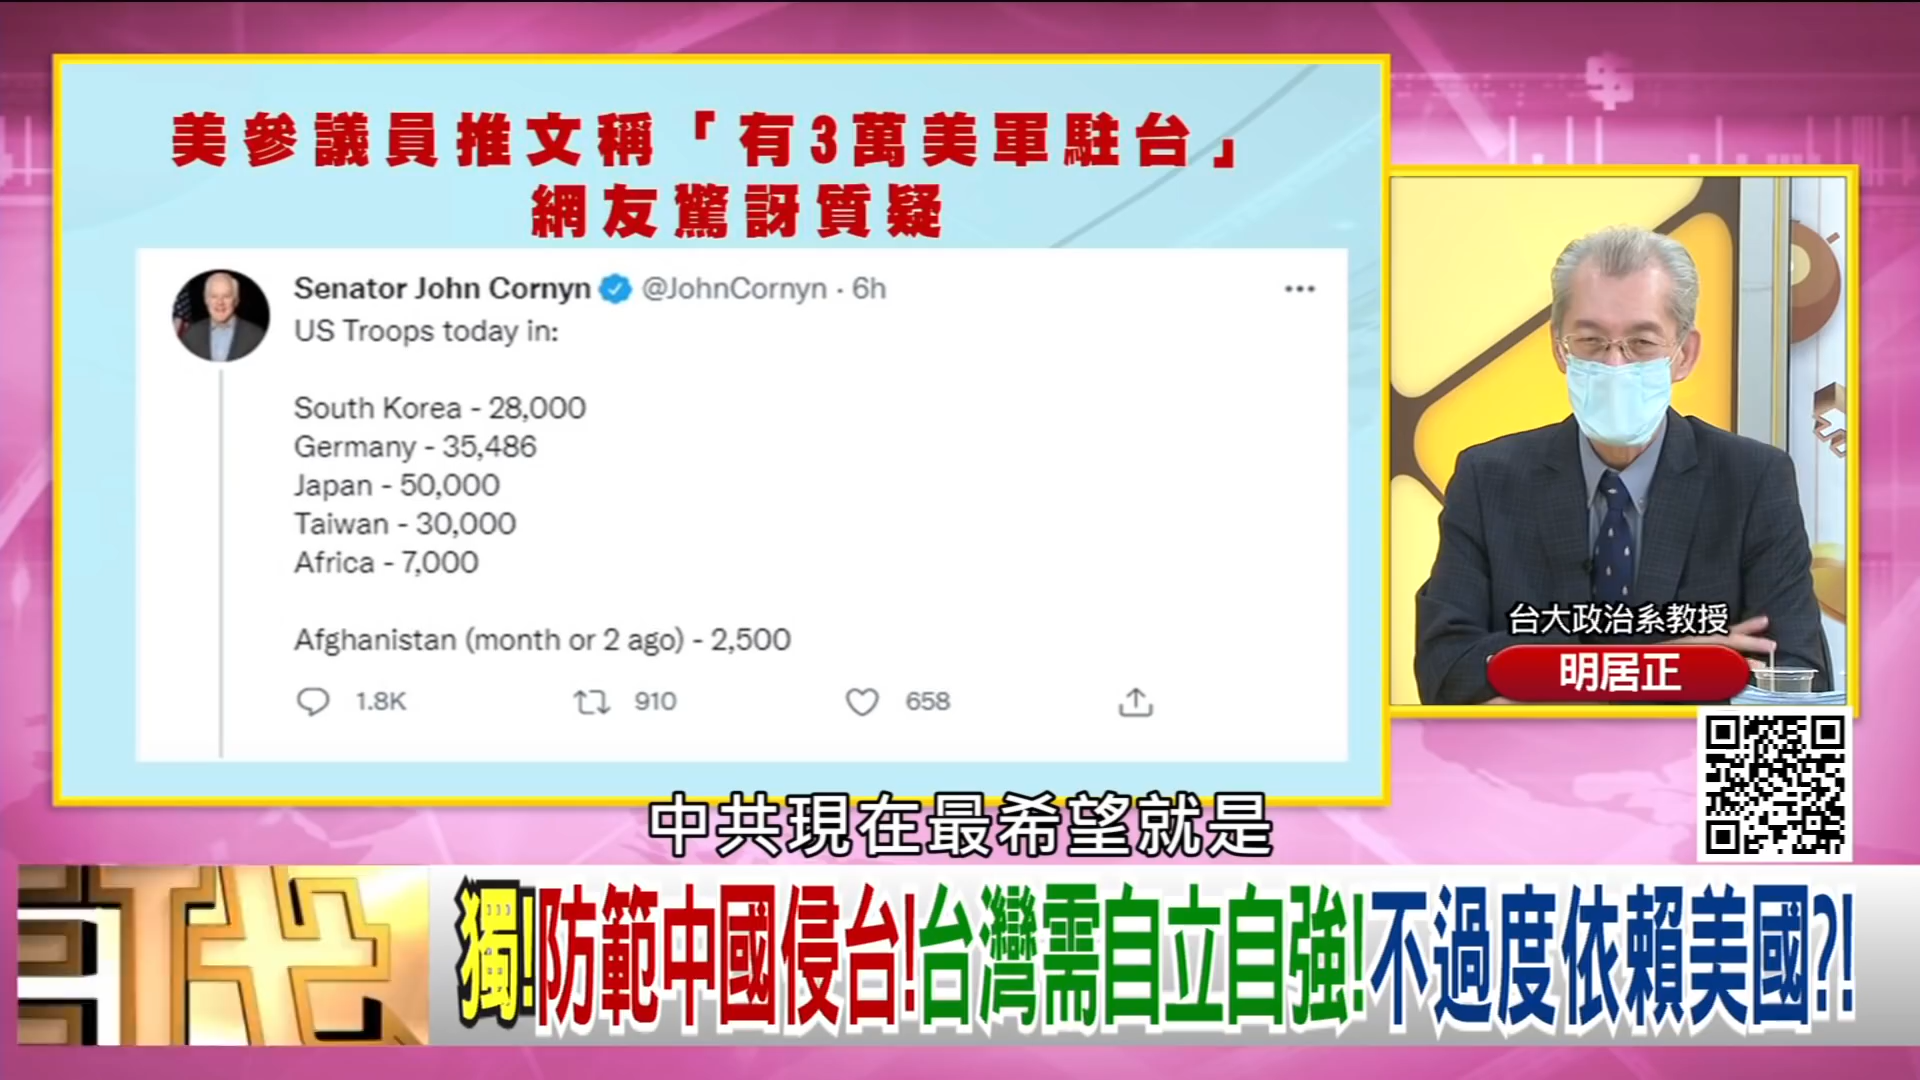 美參議員推文稱「有3萬美軍駐台」
網友驚訝質疑
Senator John Cornyn @JohnCornyn · 6h
US Troops today in:
South Korea - 28,000
Germany - 35,486
Japan - 50,000
Taiwan - 30,000
Africa - 7,000
Afghanistan (month or 2 ago) - 2,500
1.8K 910 658
台大政治系教授
明居正
中共現在最希望就是
獨!防範中國侵台!台灣需自立自強!不過度依賴美國?!